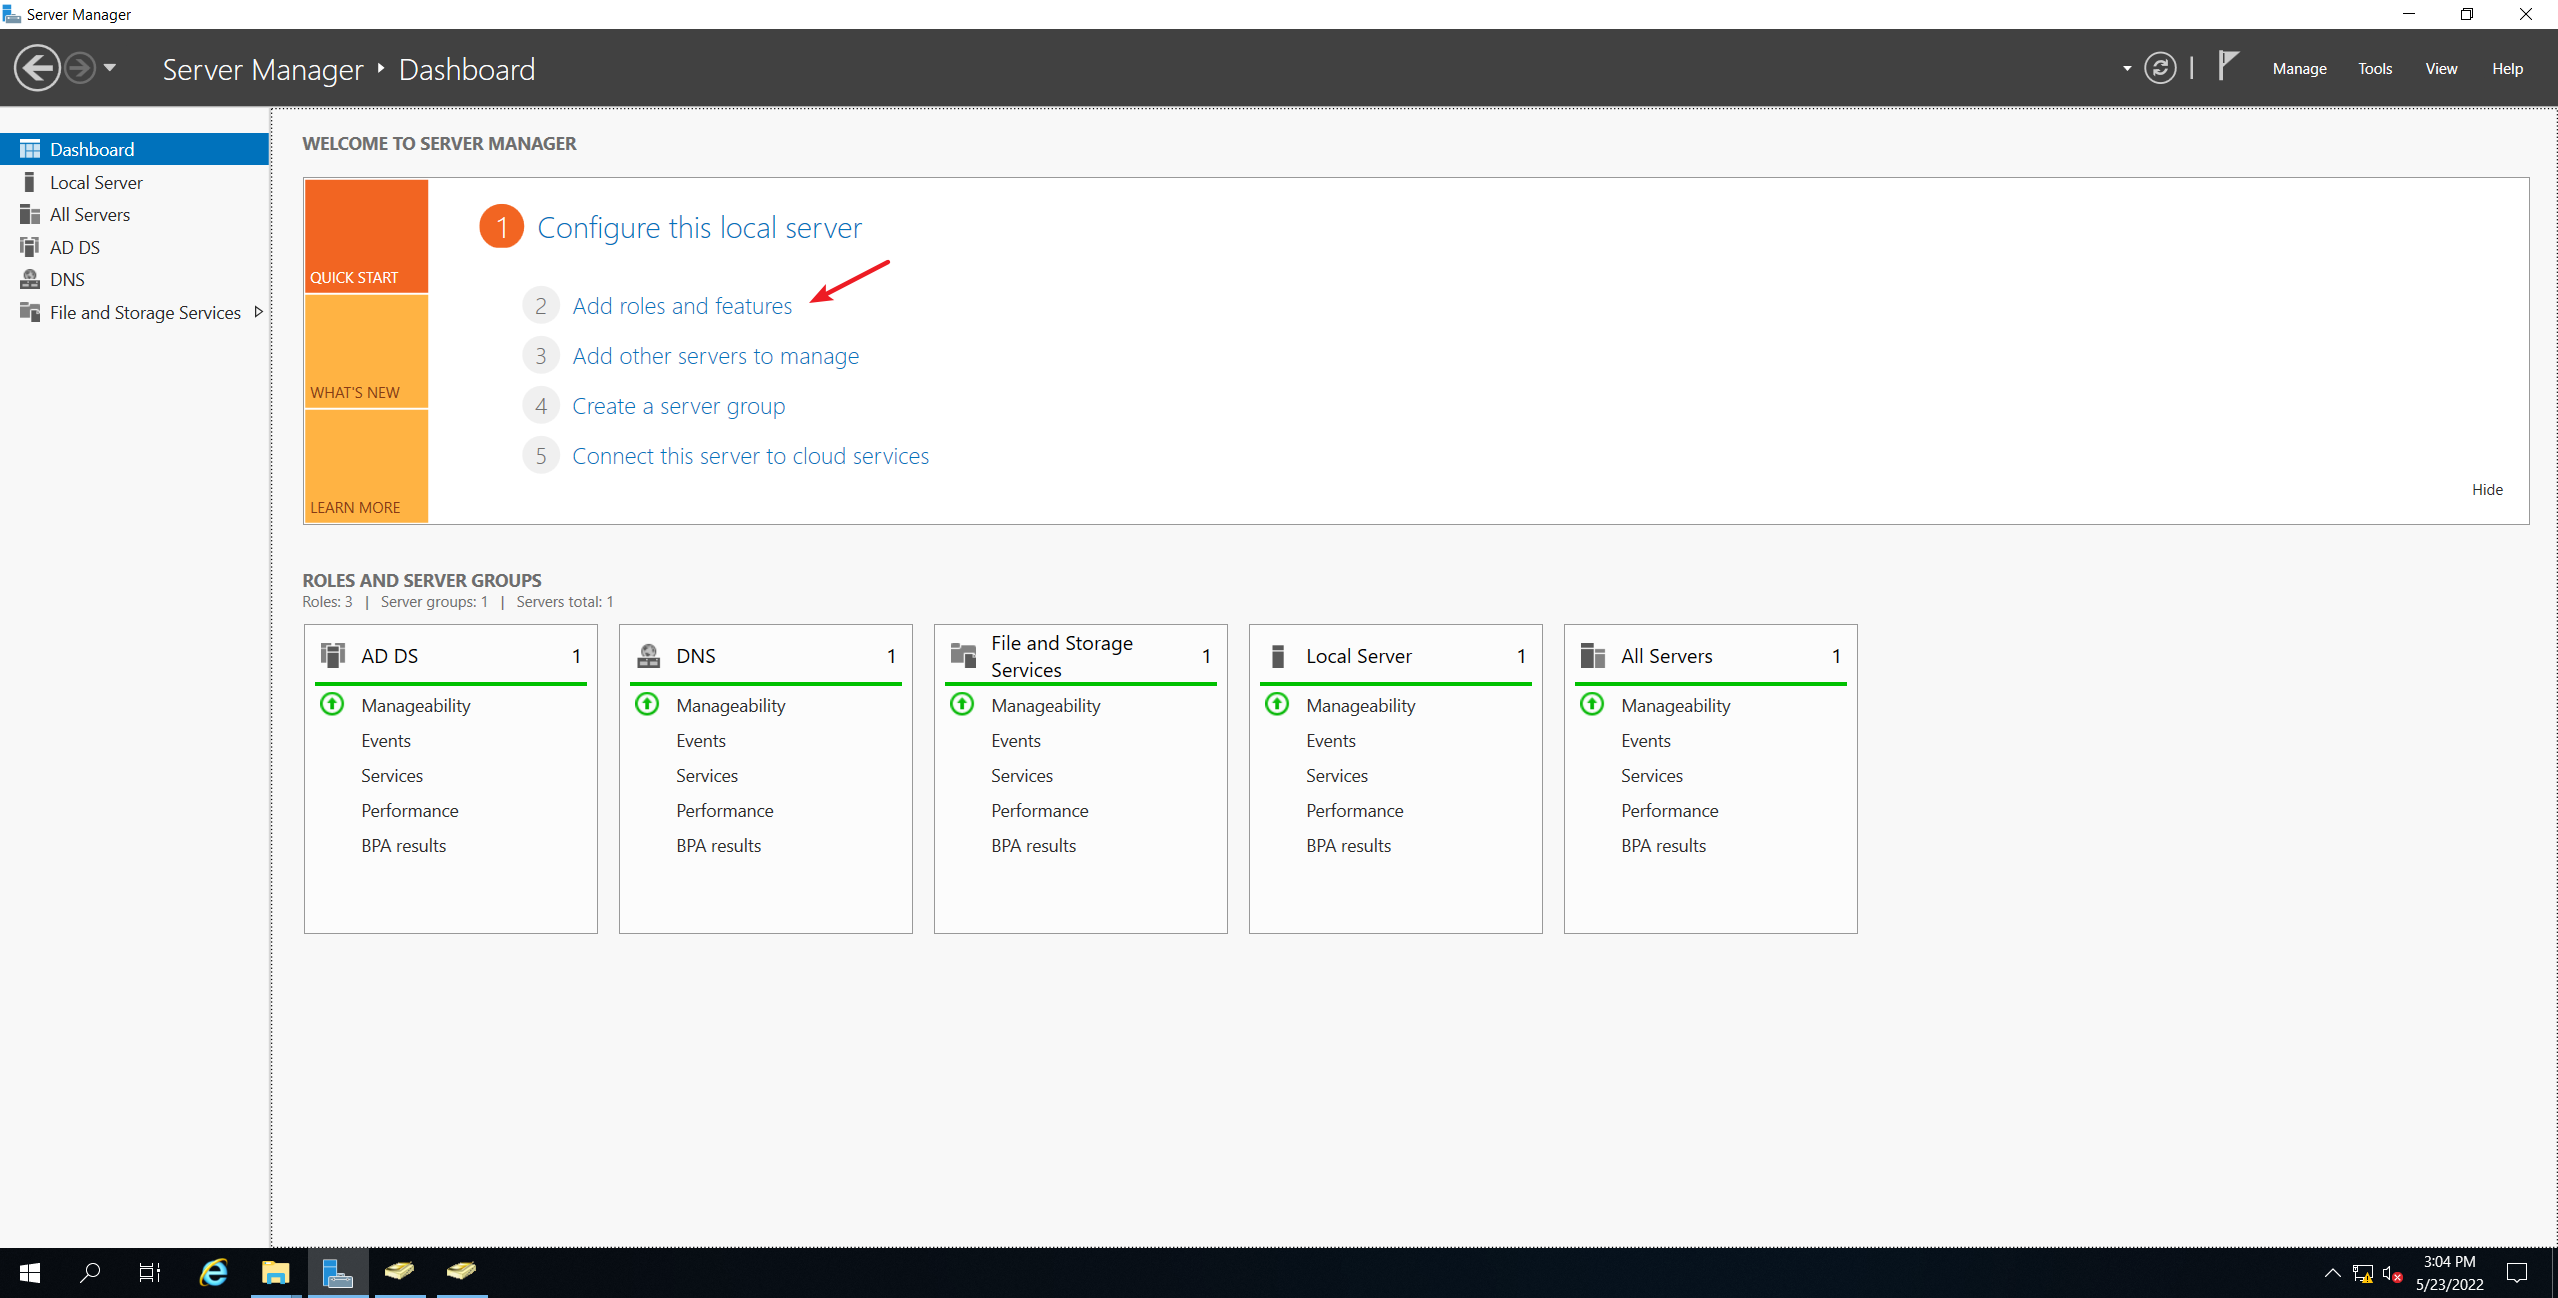 Server Manager
Server Manager ‣ Dashboard
Manage Tools View Help
Dashboard
Local Server
All Servers
AD DS
DNS
File and Storage Services
WELCOME TO SERVER MANAGER
QUICK START
WHAT'S NEW
LEARN MORE
1 Configure this local server
2 Add roles and features
3 Add other servers to manage
4 Create a server group
5 Connect this server to cloud services
Hide
ROLES AND SERVER GROUPS
Roles: 3 | Server groups: 1 | Servers total: 1
AD DS 1
Manageability
Events
Services
Performance
BPA results
DNS 1
Manageability
Events
Services
Performance
BPA results
File and Storage
Services 1
Manageability
Events
Services
Performance
BPA results
Local Server 1
Manageability
Events
Services
Performance
BPA results
All Servers 1
Manageability
Events
Services
Performance
BPA results
3:04 PM
5/23/2022